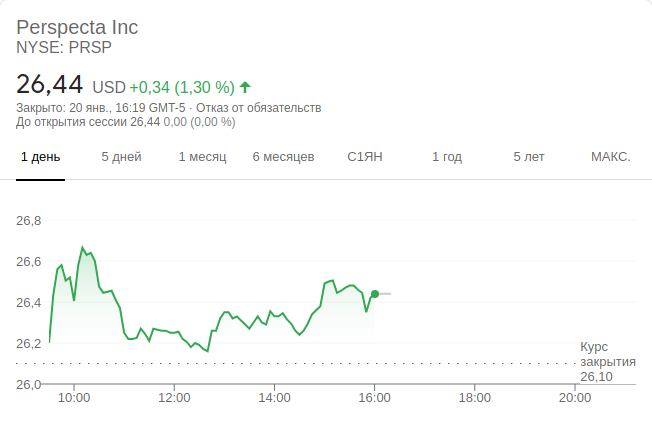 Perspecta Inc
NYSE: PRSP
26,44 USD +0,34 (1,30 %)
Закрыто: 20 янв., 16:19 GMT-5 · Отказ от обязательств
До открытия сессии 26,44 0,00 (0,00 %)
1 день 5 дней 1 месяц 6 месяцев С1ЯН 1 год 5 лет МАКС.
26,8
26,6
26,4
26,2
26,0
Курс
закрытия
26,10
10:00 12:00 14:00 16:00 18:00 20:00